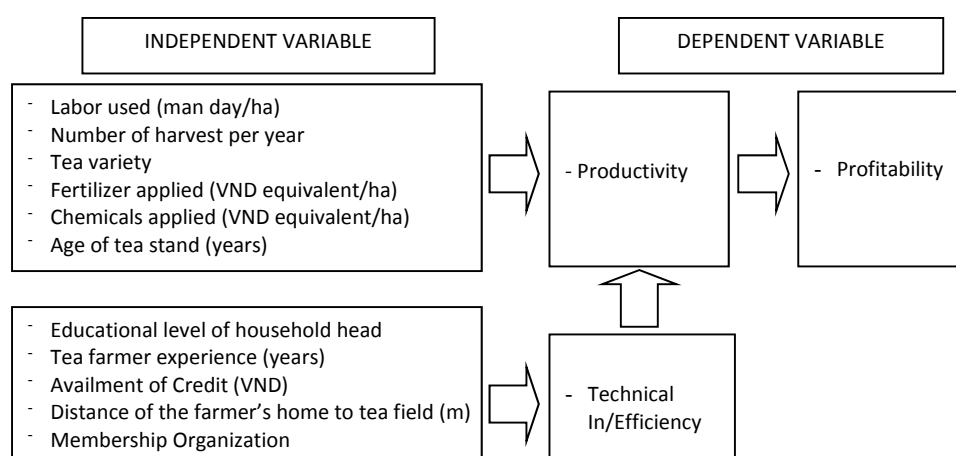 INDEPENDENT VARIABLE
DEPENDENT VARIABLE
- Labor used (man day/ha)
- Number of harvest per year
- Tea variety
- Fertilizer applied (VND equivalent/ha)
- Chemicals applied (VND equivalent/ha)
- Age of tea stand (years)
- Productivity
- Profitability
- Educational level of household head
- Tea farmer experience (years)
- Availment of Credit (VND)
- Distance of the farmer’s home to tea field (m)
- Membership Organization
- Technical
In/Efficiency